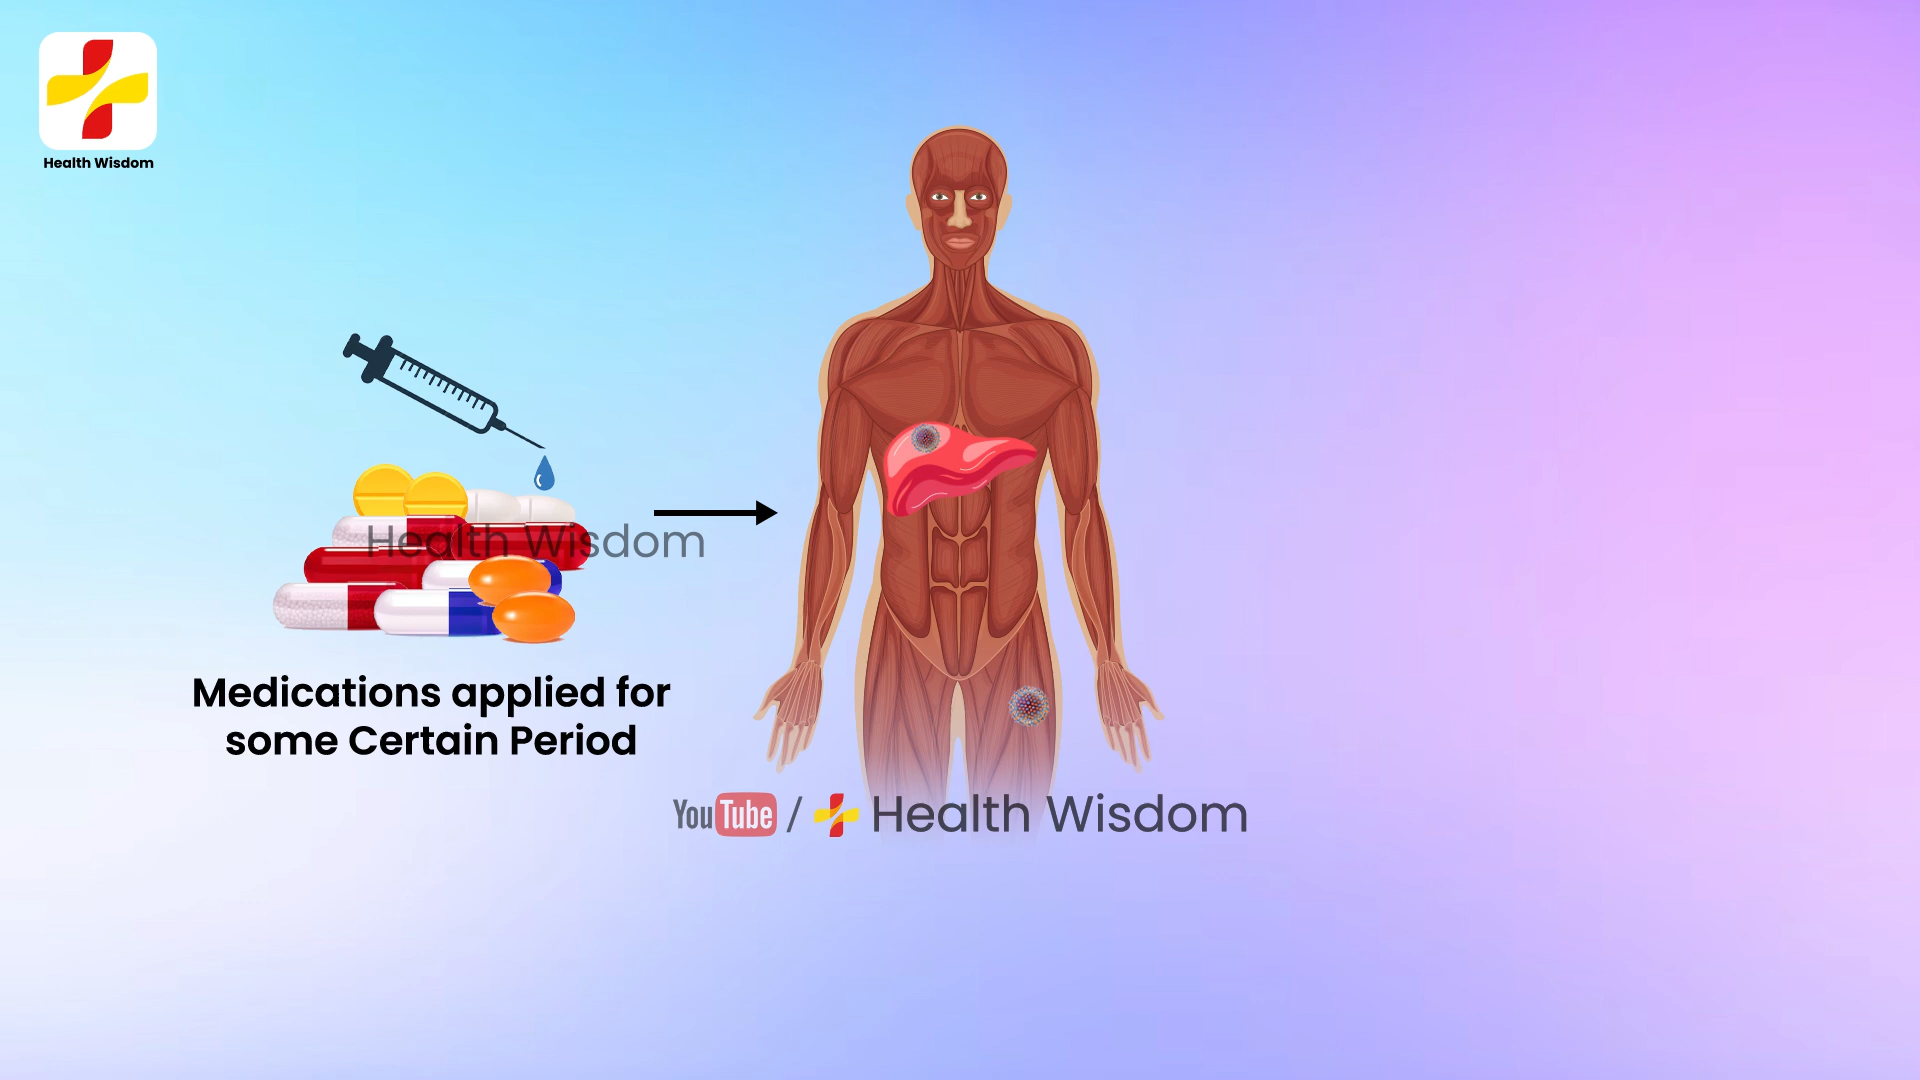 Health Wisdom
Health Wisdom
Medications applied for
some Certain Period
YouTube / Health Wisdom